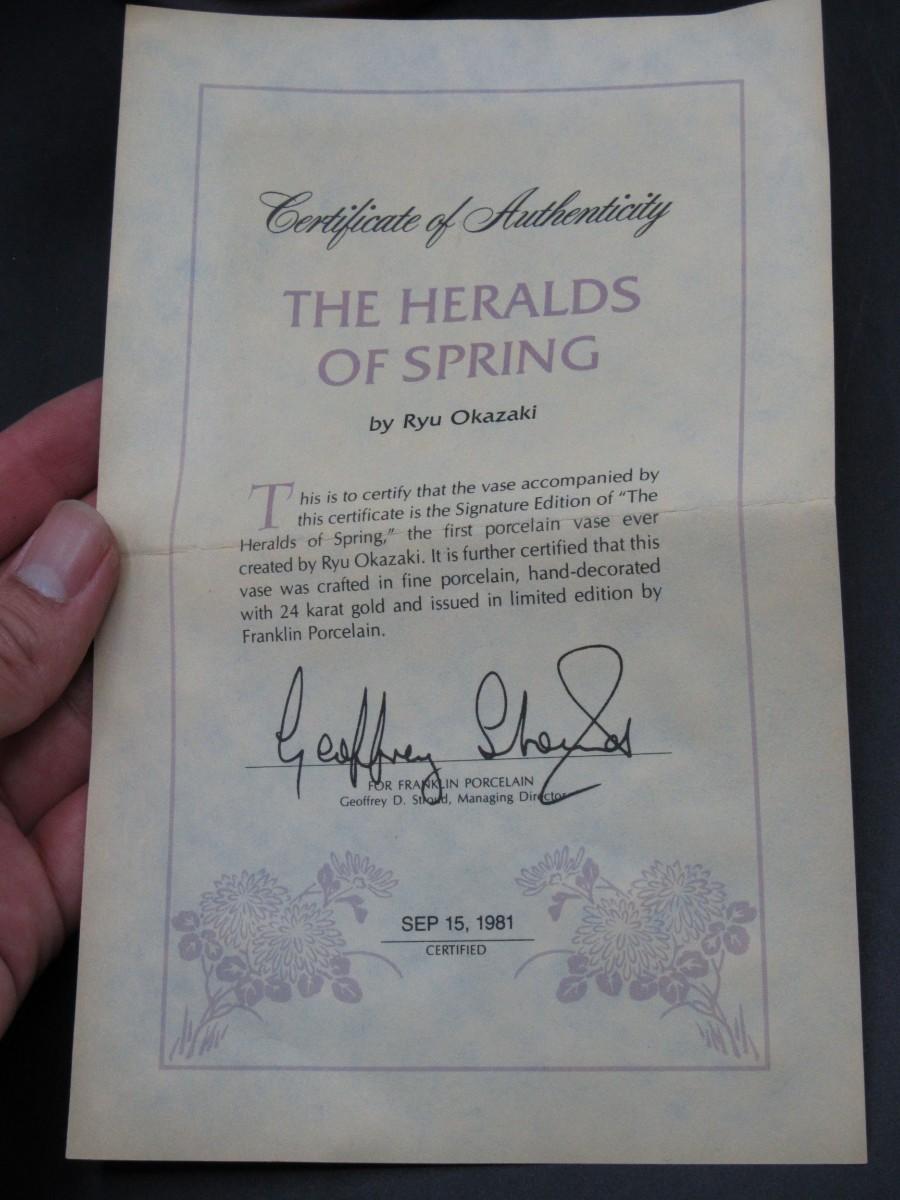 Certificate of Authenticity
THE HERALDS
OF SPRING
by Ryu Okazaki
This is to certify that the vase accompanied by
this certificate is the Signature Edition of “The
Heralds of Spring,” the first porcelain vase ever
created by Ryu Okazaki. It is further certified that this
vase was crafted in fine porcelain, hand-decorated
with 24 karat gold and issued in limited edition by
Franklin Porcelain.
Geoffrey Stroud
FOR FRANKLIN PORCELAIN
Geoffrey D. Stroud, Managing Director
SEP 15, 1981
CERTIFIED